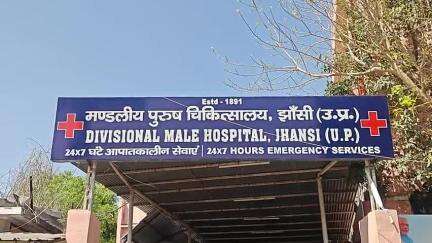 Estd - 1891
मण्डलीय पुरुष चिकित्सालय, झाँसी (उ.प्र.)
DIVISIONAL MALE HOSPITAL, JHANSI (U.P.)
24x7 घंटे आपातकालीन सेवाएं | 24x7 HOURS EMERGENCY SERVICES